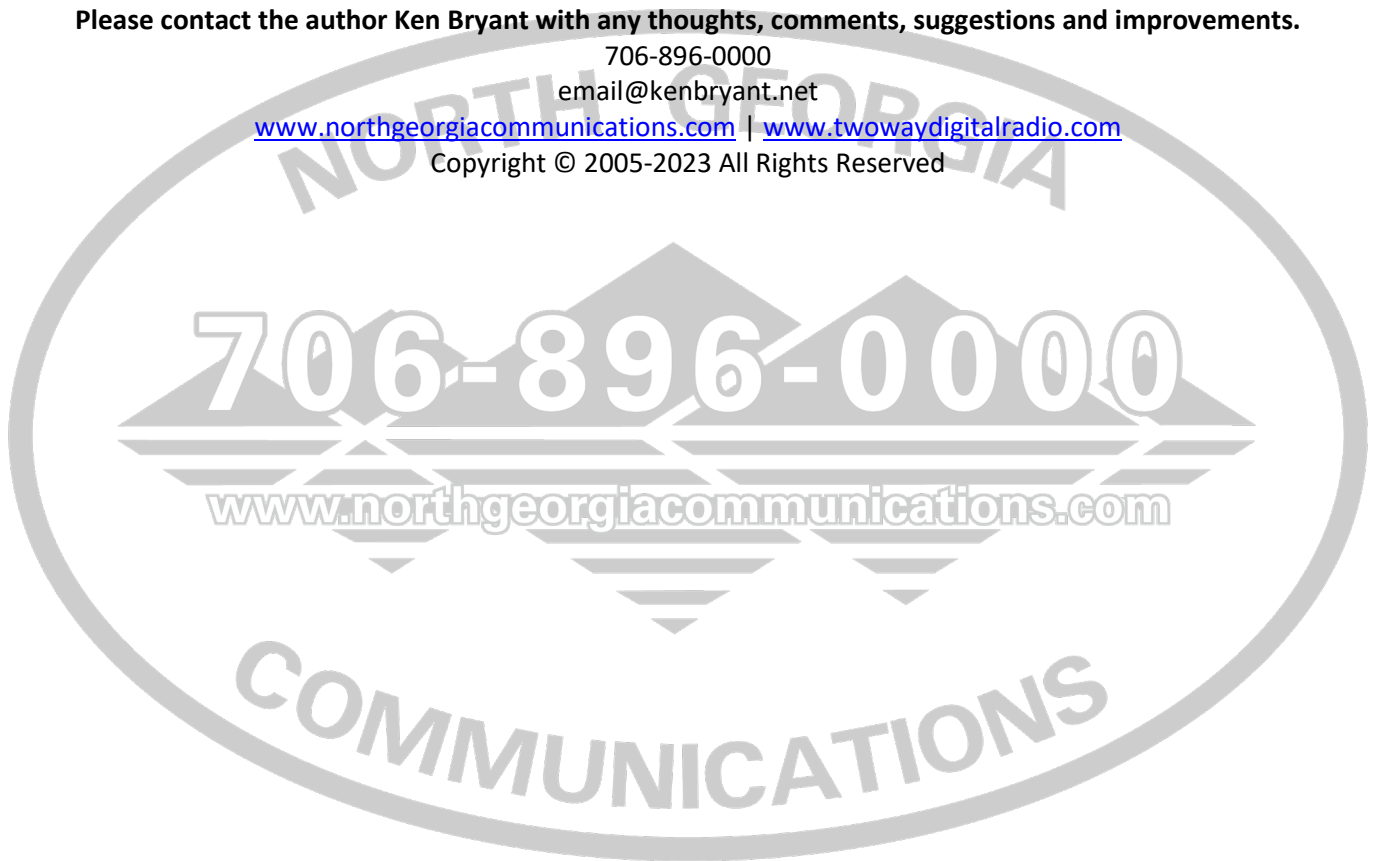 Please contact the author Ken Bryant with any thoughts, comments, suggestions and improvements.
706-896-0000
email@kenbryant.net
www.northgeorgiacommunications.com | www.twowaydigitalradio.com
Copyright © 2005-2023 All Rights Reserved
NORTH GEORGIA
706-896-0000
www.northgeorgiacommunications.com
COMMUNICATIONS